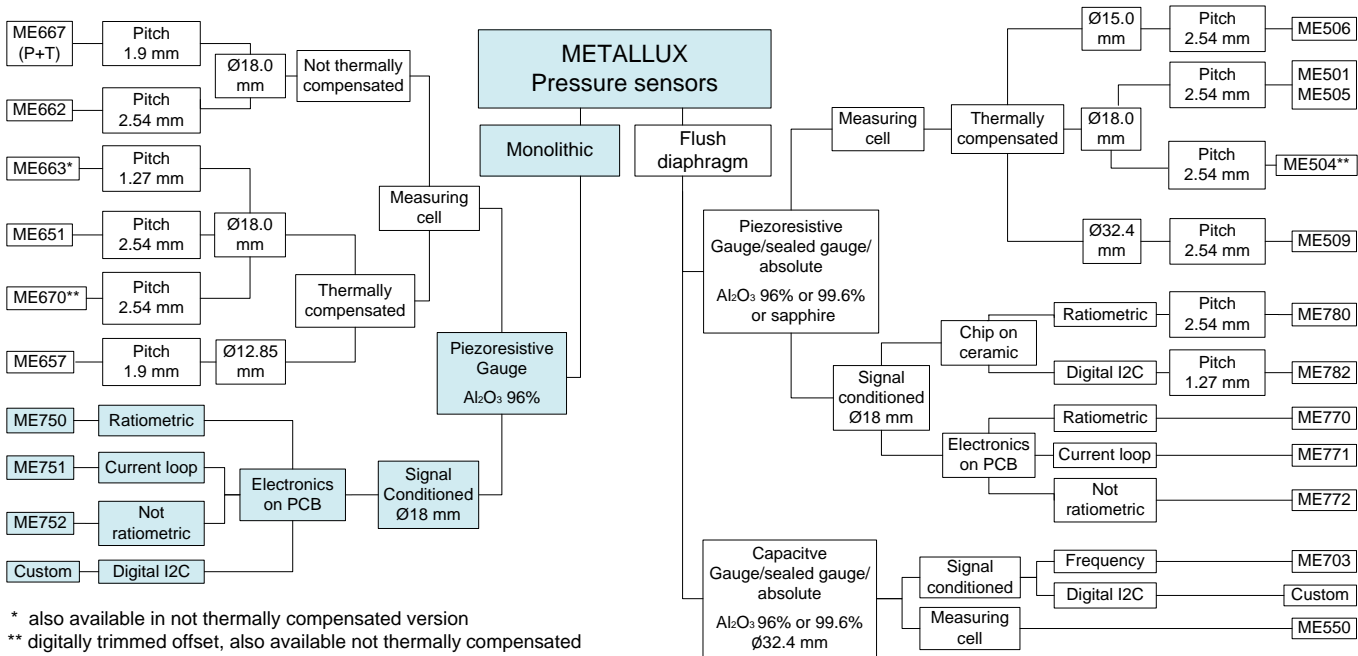 METALLUX
Pressure sensors
Monolithic
Flush
diaphragm
ME667
(P+T)
Pitch
1.9 mm
Ø18.0
mm
Not thermally
compensated
ME662
Pitch
2.54 mm
ME663*
Pitch
1.27 mm
Measuring
cell
ME651
Pitch
2.54 mm
Ø18.0
mm
ME670**
Pitch
2.54 mm
Thermally
compensated
ME657
Pitch
1.9 mm
Ø12.85
mm
Piezoresistive
Gauge
Al2O3 96%
ME750
Ratiometric
ME751
Current loop
Electronics
on PCB
Signal
Conditioned
Ø18 mm
ME752
Not
ratiometric
Custom
Digital I2C
* also available in not thermally compensated version
** digitally trimmed offset, also available not thermally compensated
Piezoresistive
Gauge/sealed gauge/
absolute
Al2O3 96% or 99.6%
or sapphire
Measuring
cell
Thermally
compensated
Ø15.0
mm
Pitch
2.54 mm
ME506
Ø18.0
mm
Pitch
2.54 mm
ME501
ME505
Pitch
2.54 mm
ME504**
Ø32.4
mm
Pitch
2.54 mm
ME509
Signal
conditioned
Ø18 mm
Chip on
ceramic
Ratiometric
Pitch
2.54 mm
ME780
Digital I2C
Pitch
1.27 mm
ME782
Electronics
on PCB
Ratiometric
ME770
Current loop
ME771
Not
ratiometric
ME772
Capacitve
Gauge/sealed gauge/
absolute
Al2O3 96% or 99.6%
Ø32.4 mm
Signal
conditioned
Frequency
ME703
Digital I2C
Custom
Measuring
cell
ME550